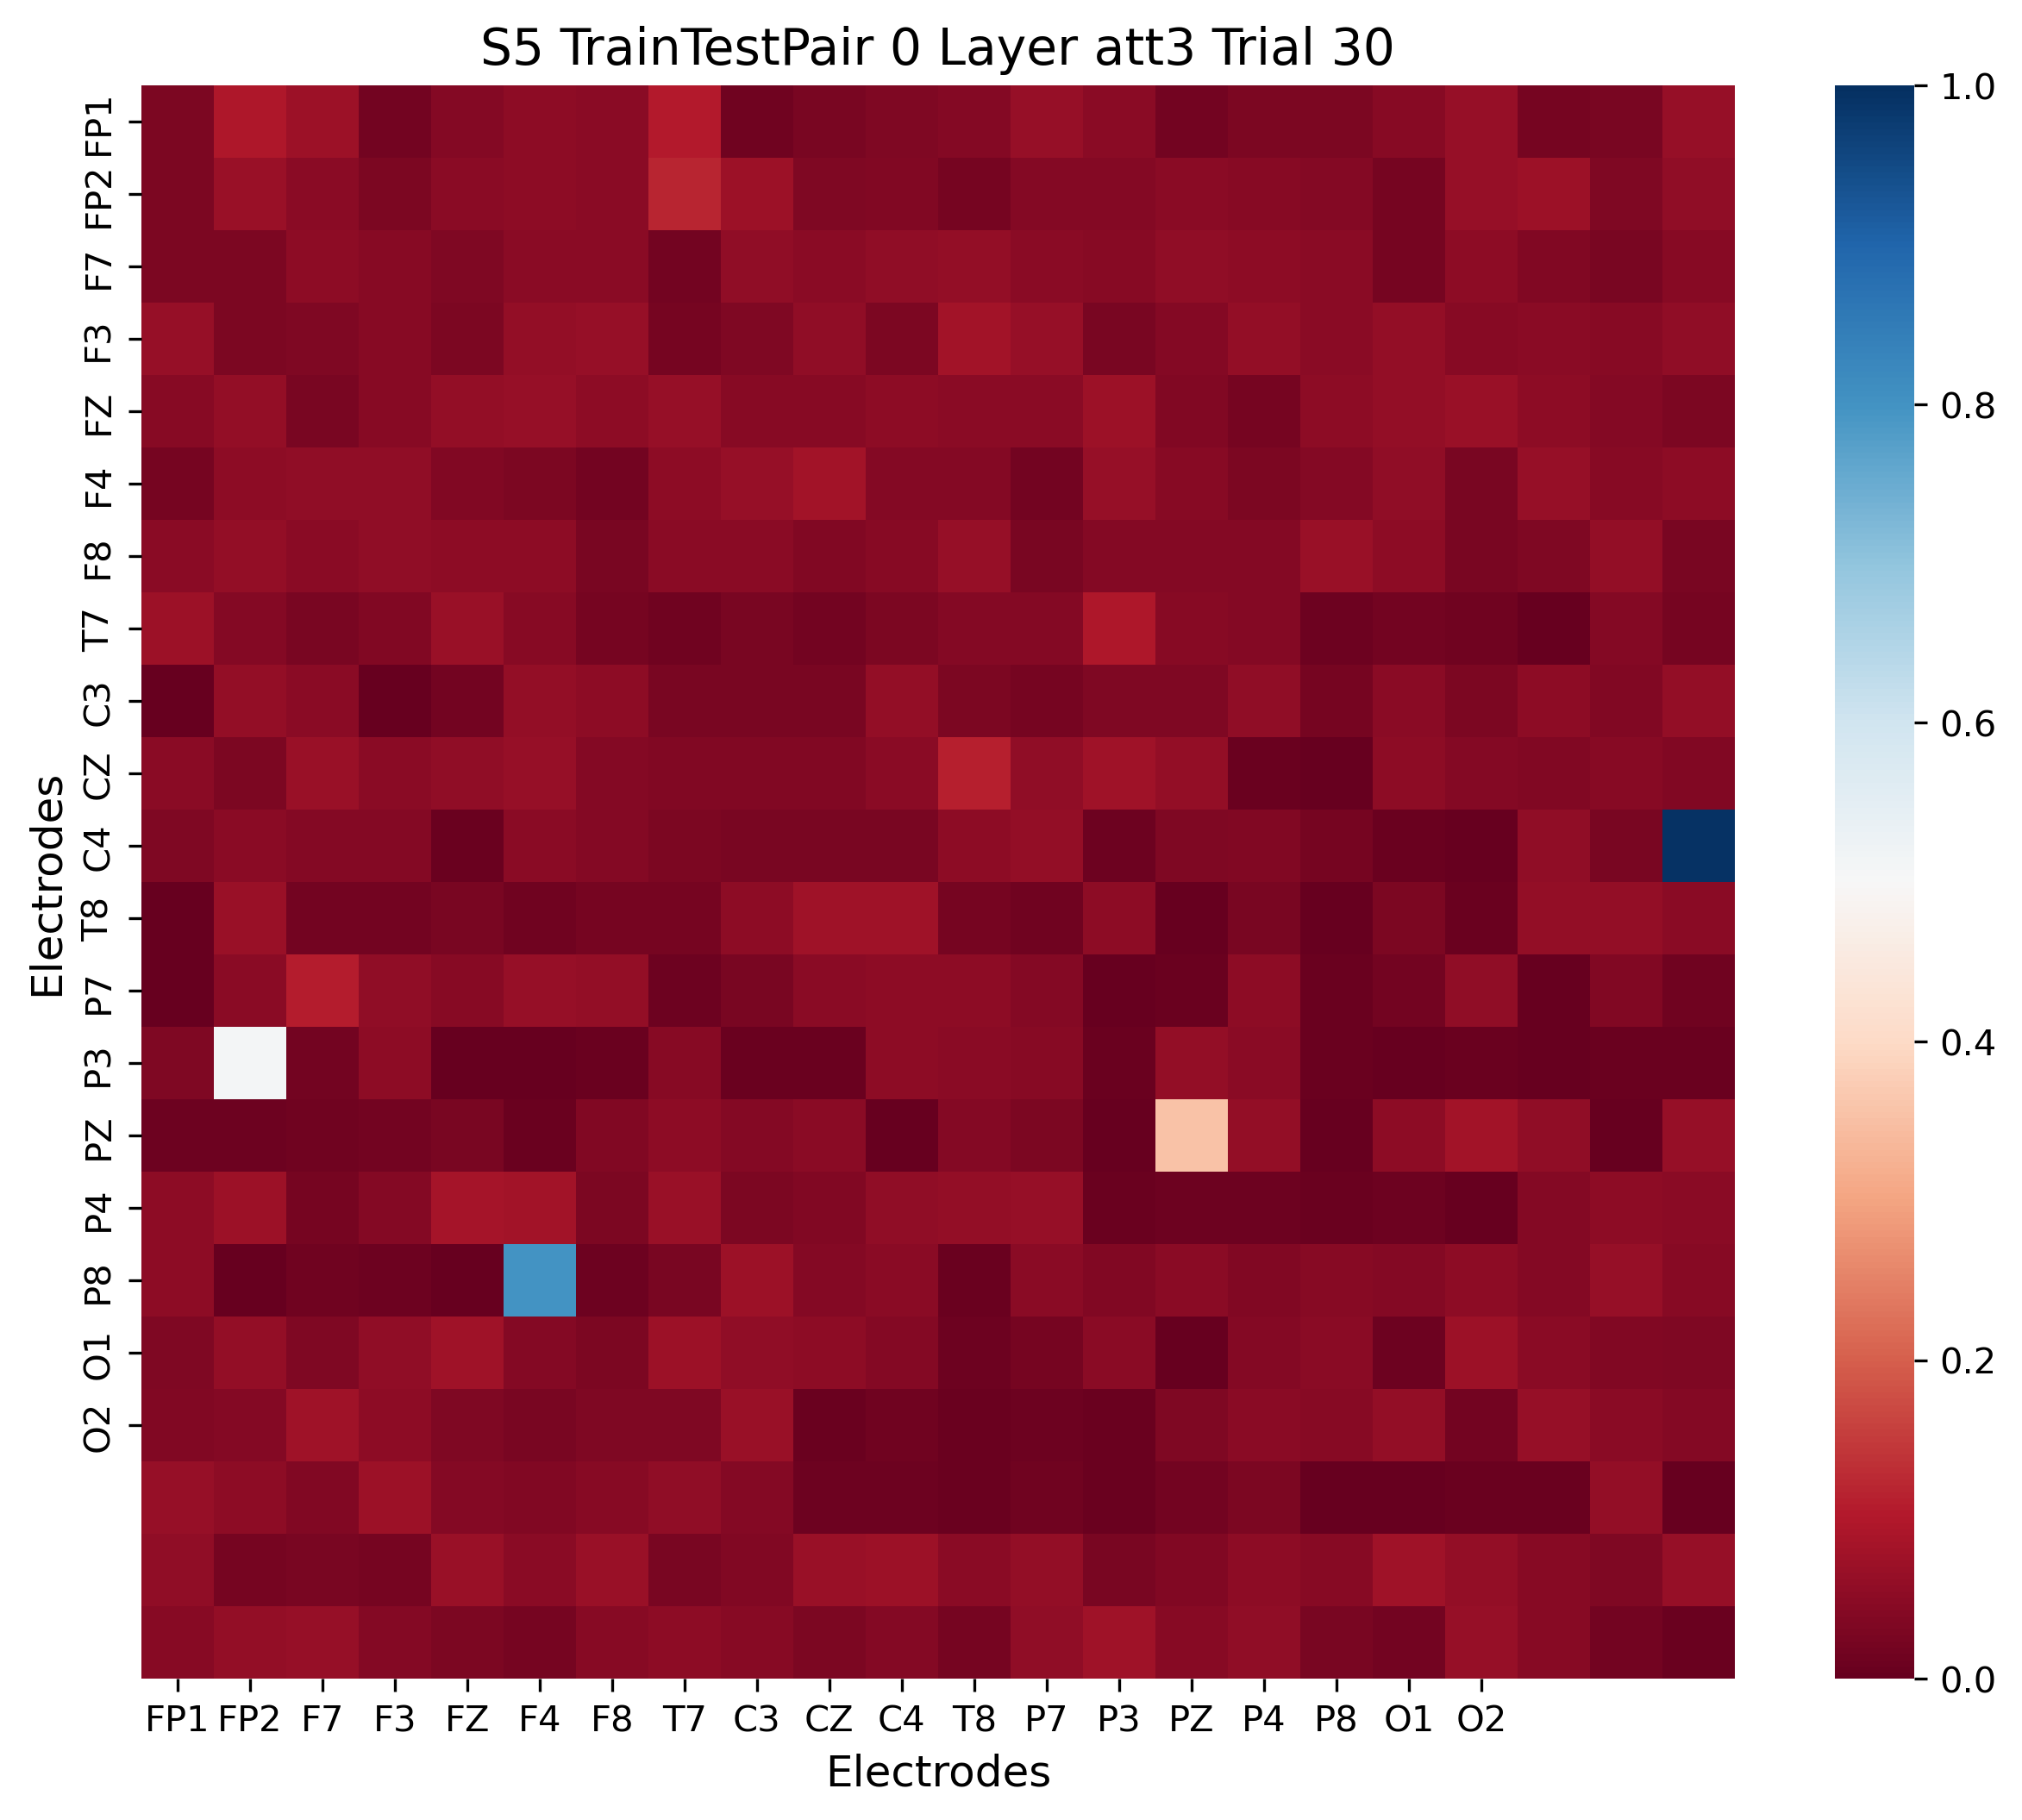 S5 TrainTestPair 0 Layer att3 Trial 30
Electrodes
FP1
FP2
F7
F3
FZ
F4
F8
T7
C3
CZ
C4
T8
P7
P3
PZ
P4
P8
O1
O2
1.0
0.8
0.6
0.4
0.2
0.0
FP1 FP2 F7 F3 FZ F4 F8 T7 C3 CZ C4 T8 P7 P3 PZ P4 P8 O1 O2
Electrodes